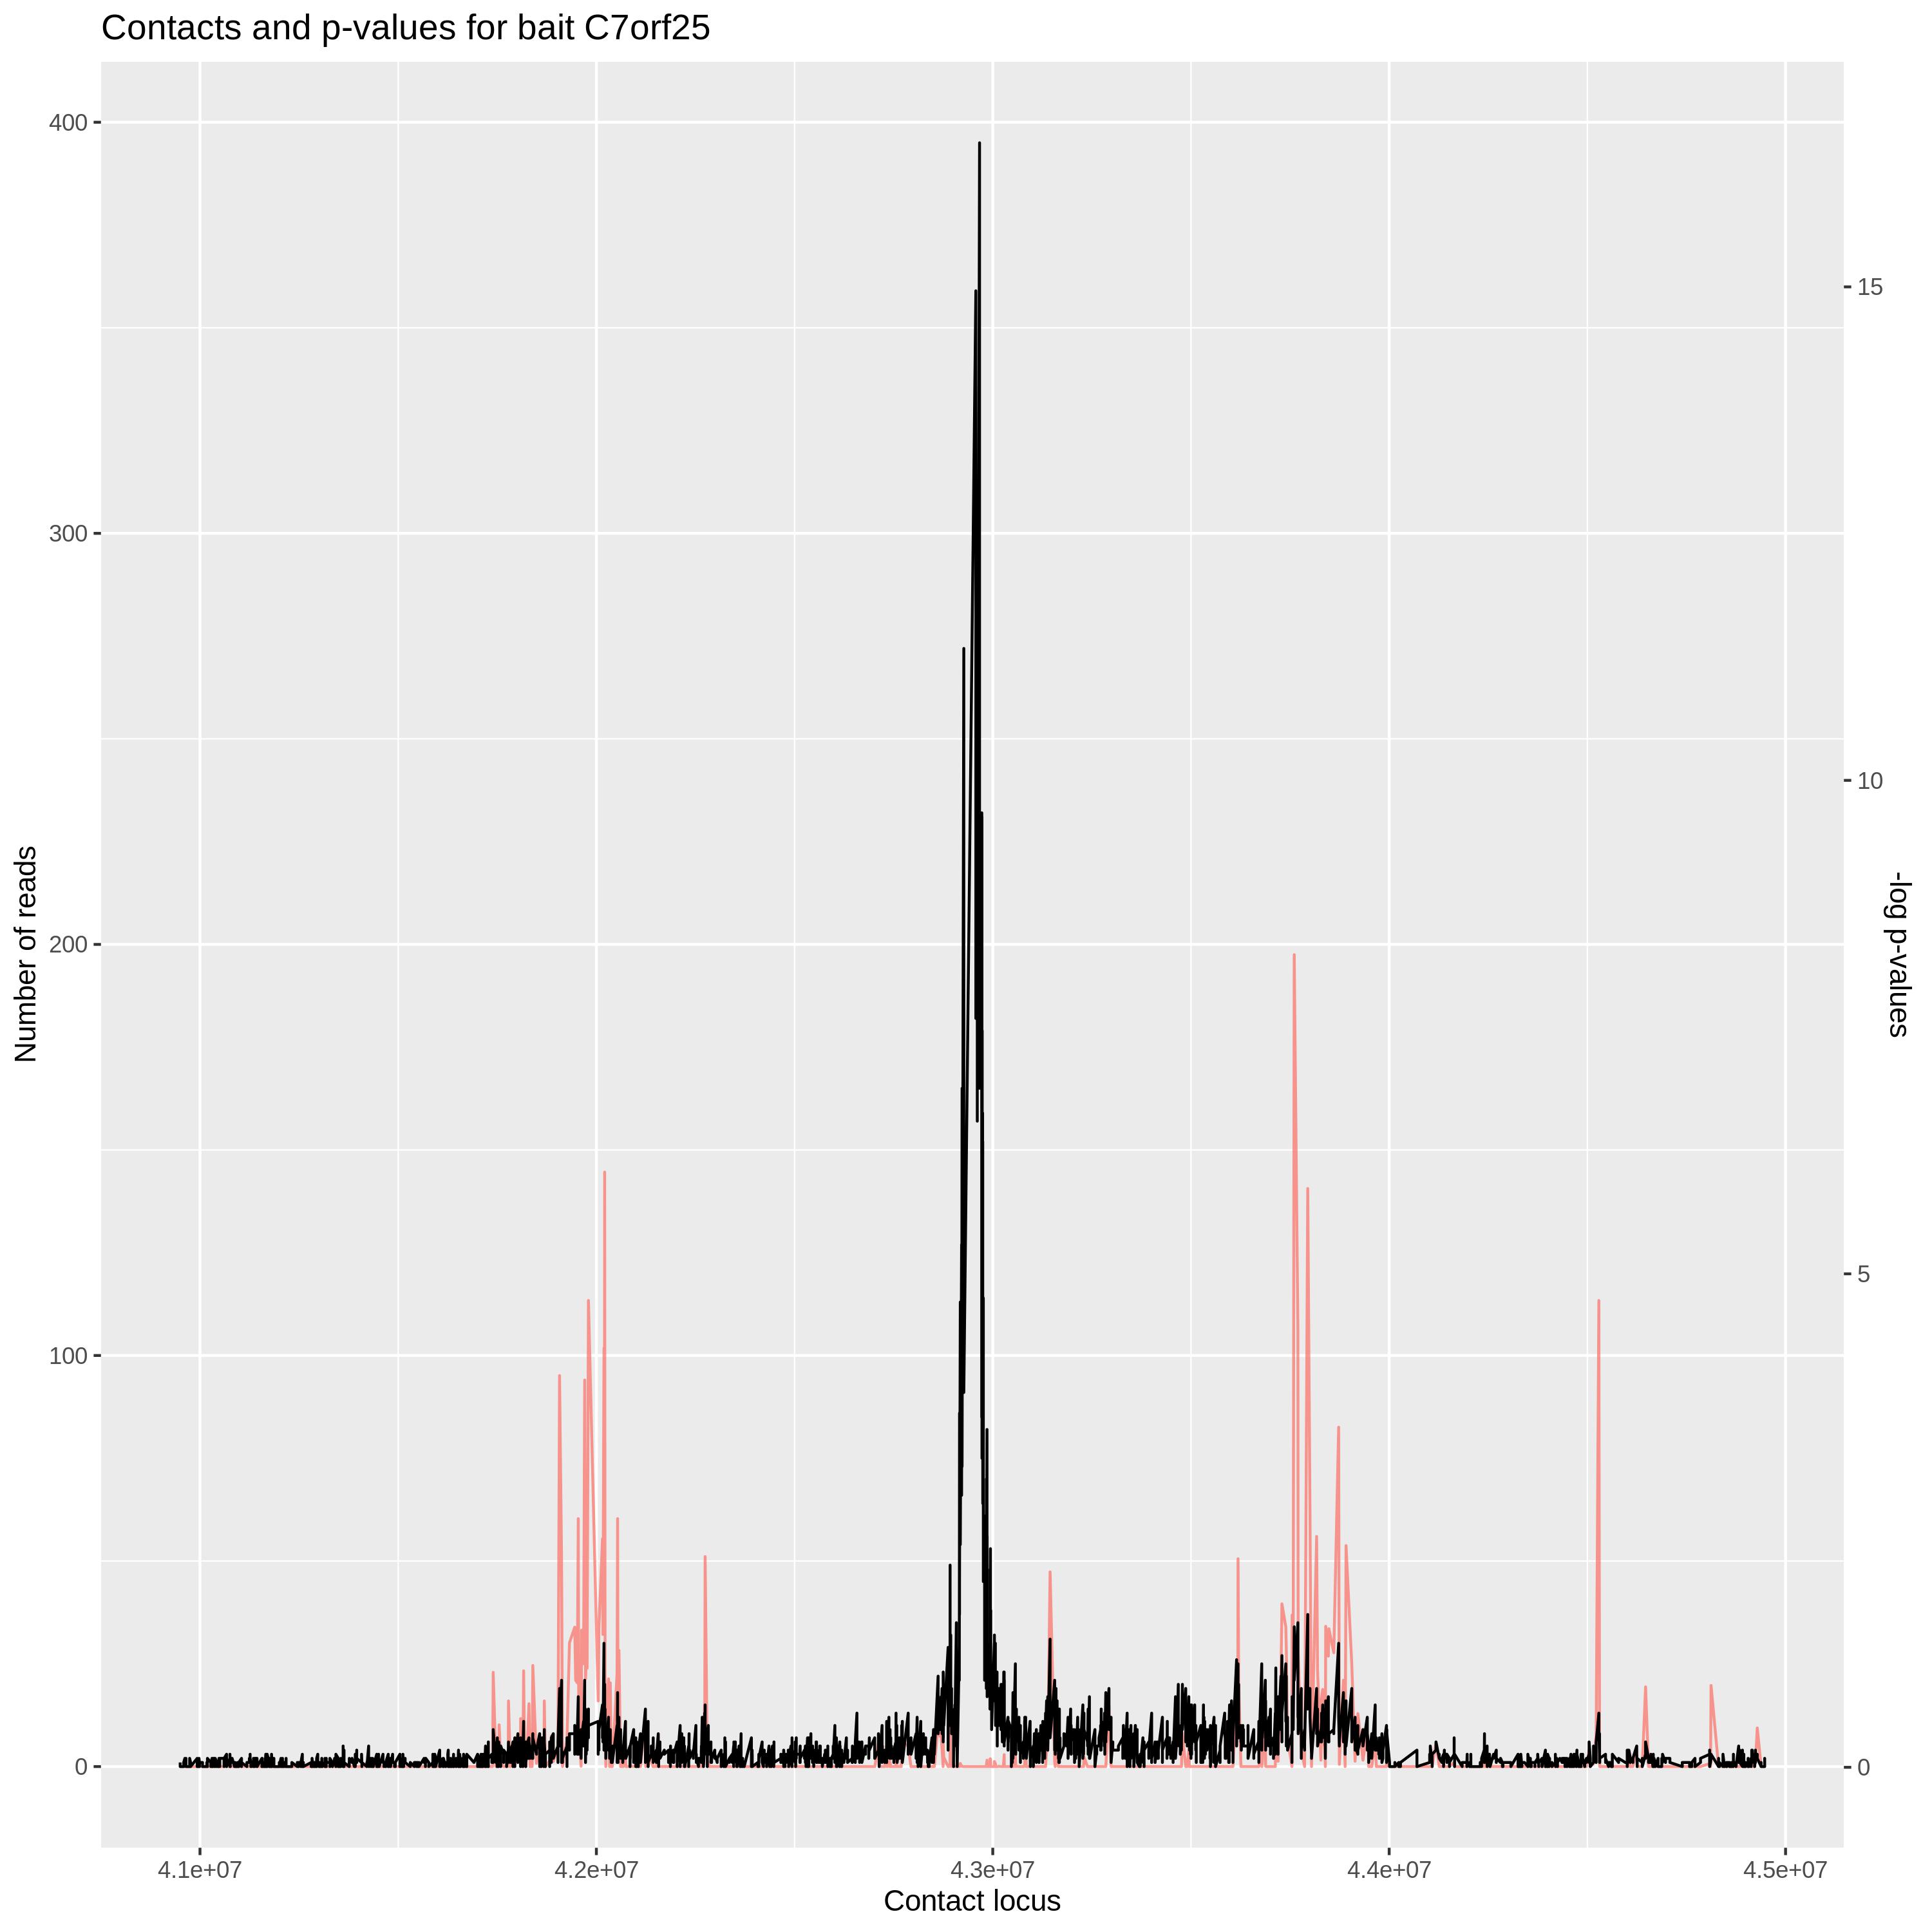 Contacts and p-values for bait C7orf25
400
300
200
100
0
Number of reads
15
10
5
0
-log p-values
4.1e+07
4.2e+07
4.3e+07
4.4e+07
4.5e+07
Contact locus